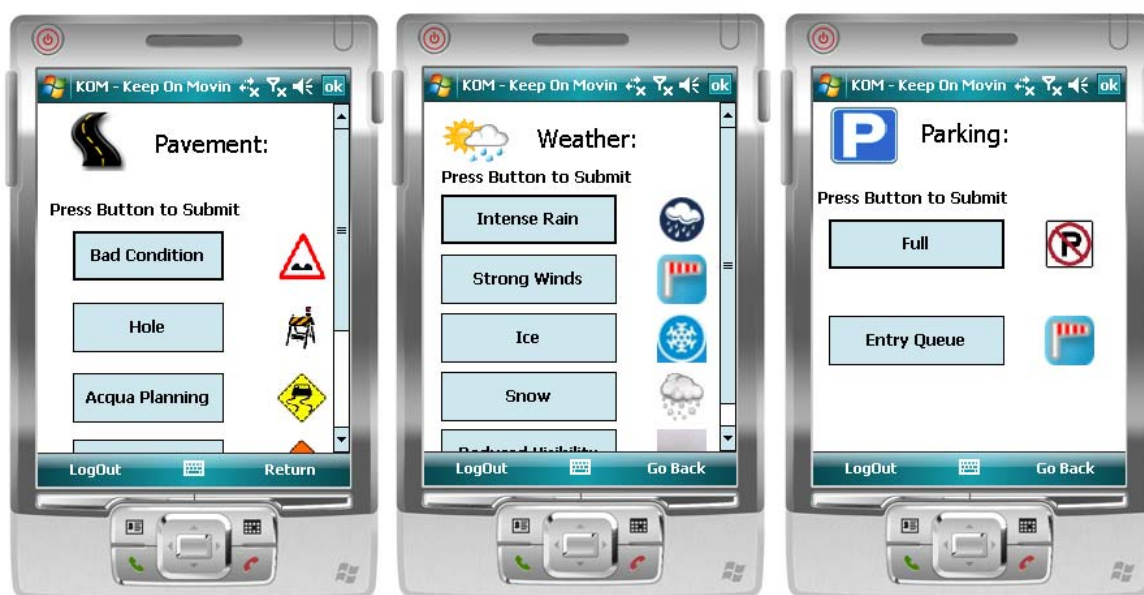 KOM - Keep On Movin
ok
Pavement:
Press Button to Submit
Bad Condition
Hole
Acqua Planning
LogOut
Return
KOM - Keep On Movin
ok
Weather:
Press Button to Submit
Intense Rain
Strong Winds
Ice
Snow
Reduced Visibility
LogOut
Go Back
KOM - Keep On Movin
ok
P
Parking:
Press Button to Submit
Full
P
Entry Queue
LogOut
Go Back